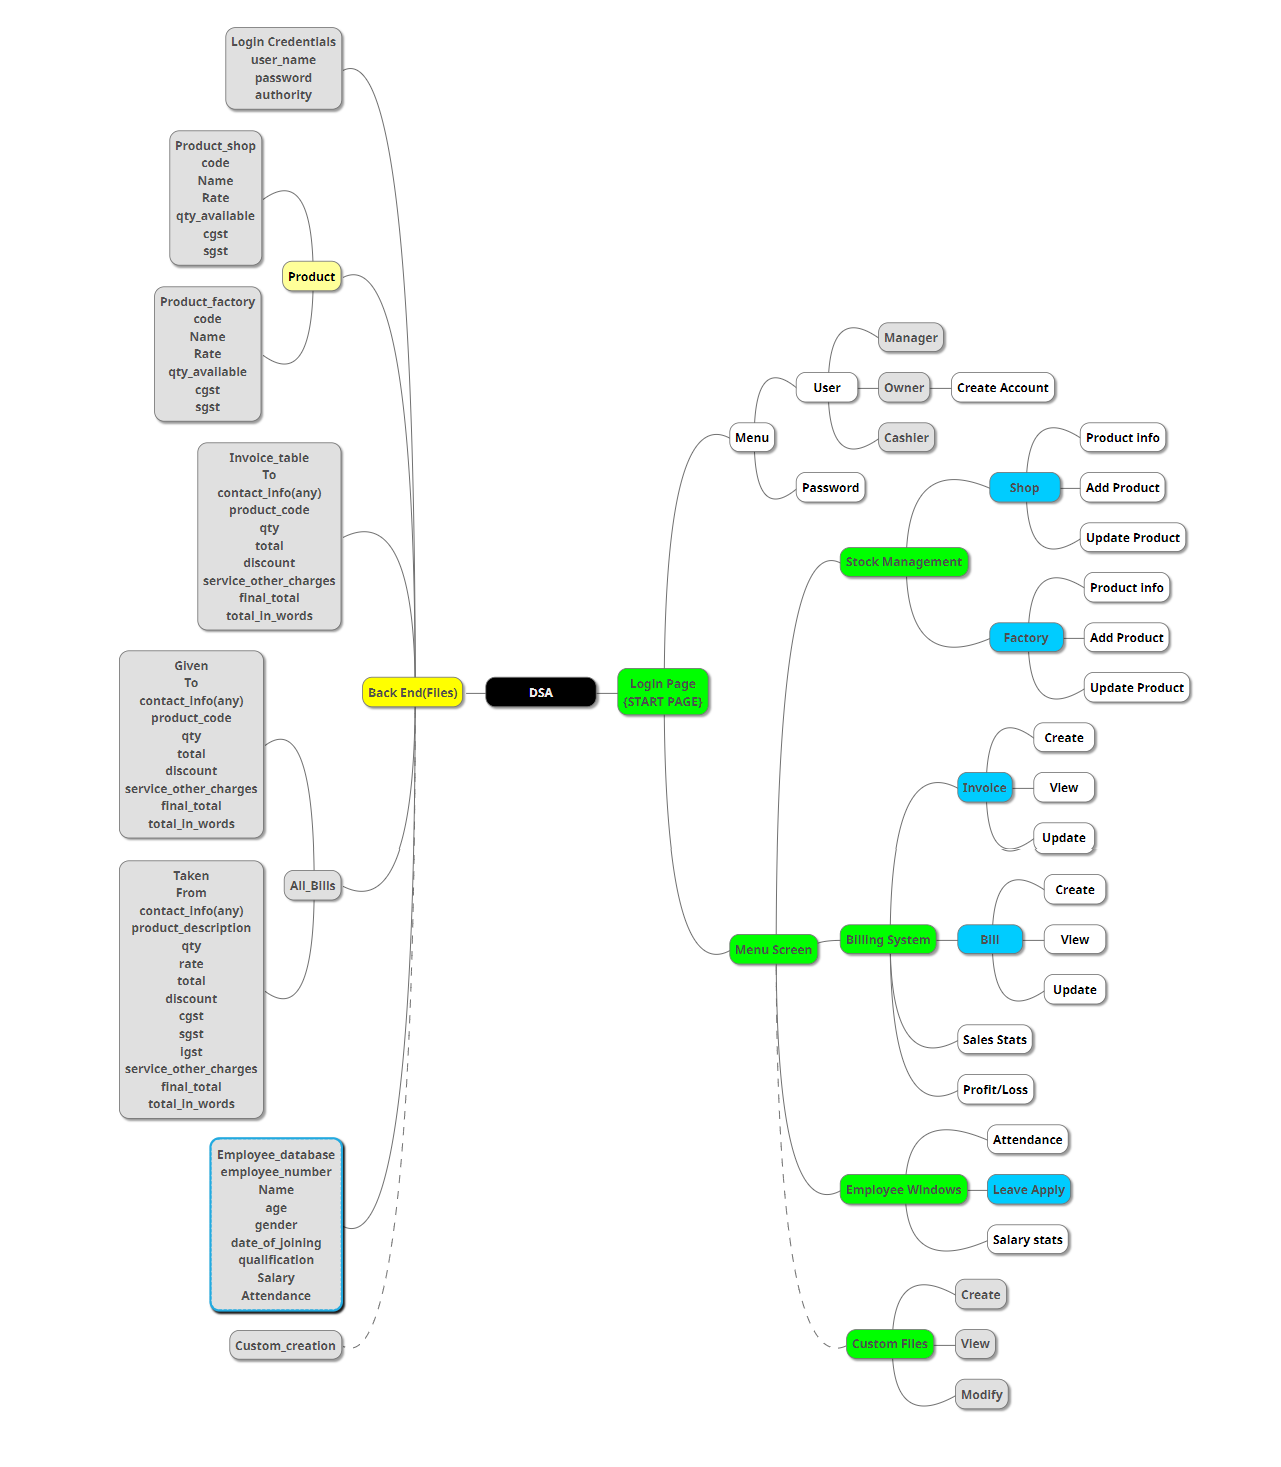 Login Credentials
user_name
password
authority
Product_shop
code
Name
Rate
qty_available
cgst
sgst
Product
Product_factory
code
Name
Rate
qty_available
cgst
sgst
Invoice_table
To
contact_info(any)
product_code
qty
total
discount
service_other_charges
final_total
total_in_words
Back End(Files)
Given
To
contact_info(any)
product_code
qty
total
discount
service_other_charges
final_total
total_in_words
All_Bills
Taken
From
contact_info(any)
product_description
qty
rate
total
discount
cgst
sgst
igst
service_other_charges
final_total
total_in_words
Employee_database
employee_number
Name
age
gender
date_of_joining
qualification
Salary
Attendance
Custom_creation
DSA
Login Page
{START PAGE}
Menu
User
Manager
Owner
Create Account
Cashier
Password
Menu Screen
Stock Management
Shop
Product info
Add Product
Update Product
Factory
Product info
Add Product
Update Product
Billing System
Invoice
Create
View
Update
Bill
Create
View
Update
Sales Stats
Profit/Loss
Employee Windows
Attendance
Leave Apply
Salary stats
Custom Files
Create
View
Modify